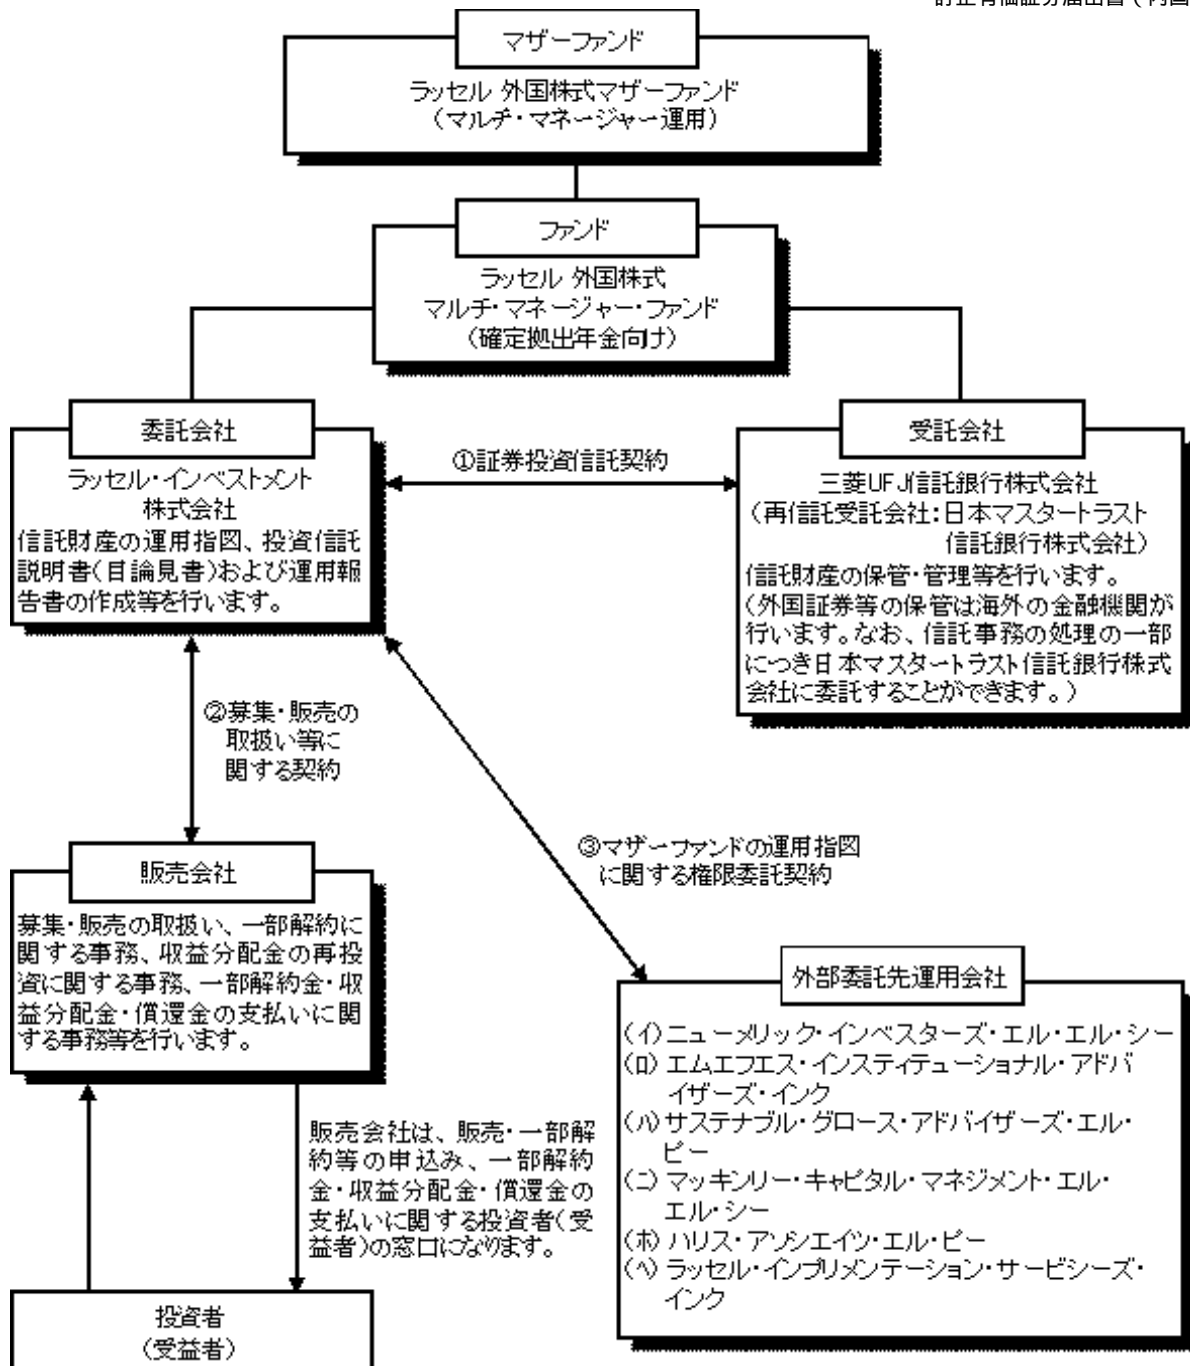 マザーファンド
ラッセル 外国株式マザーファンド
(マルチ・マネージャー運用)
ファンド
ラッセル 外国株式
マルチ・マネージャー・ファンド
(確定拠出年金向け)
委託会社
ラッセル・インベストメント
株式会社
信託財産の運用指図、投資信託
説明書(目論見書)および運用報
告書の作成等を行います。
①証券投資信託契約
受託会社
三菱UFJ信託銀行株式会社
(再信託受託会社:日本マスタートラスト
信託銀行株式会社)
信託財産の保管・管理等を行います。
(外国証券等の保管は海外の金融機関が
行います。なお、信託事務の処理の一部
につき日本マスタートラスト信託銀行株式
会社に委託することができます。)
②募集・販売の
取扱い等に
関する契約
③マザーファンドの運用指図
に関する権限委託契約
販売会社
募集・販売の取扱い、一部解約に
関する事務、収益分配金の再投
資に関する事務、一部解約金・収
益分配金・償還金の支払いに関
する事務等を行います。
外部委託先運用会社
(イ)ニューメリック・インベスターズ・エル・エル・シー
(ロ)エムエフエス・インスティテューショナル・アドバ
イザーズ・インク
(ハ)サステナブル・グロース・アドバイザーズ・エル・
ピー
(ニ)マッキンリー・キャピタル・マネジメント・エル・
エル・シー
(ホ)ハリス・アソシエイツ・エル・ピー
(ヘ)ラッセル・インプリメンテーション・サービシーズ・
インク
販売会社は、販売・一部解
約等の申込み、一部解約
金・収益分配金・償還金の
支払いに関する投資者(受
益者)の窓口になります。
投資者
(受益者)